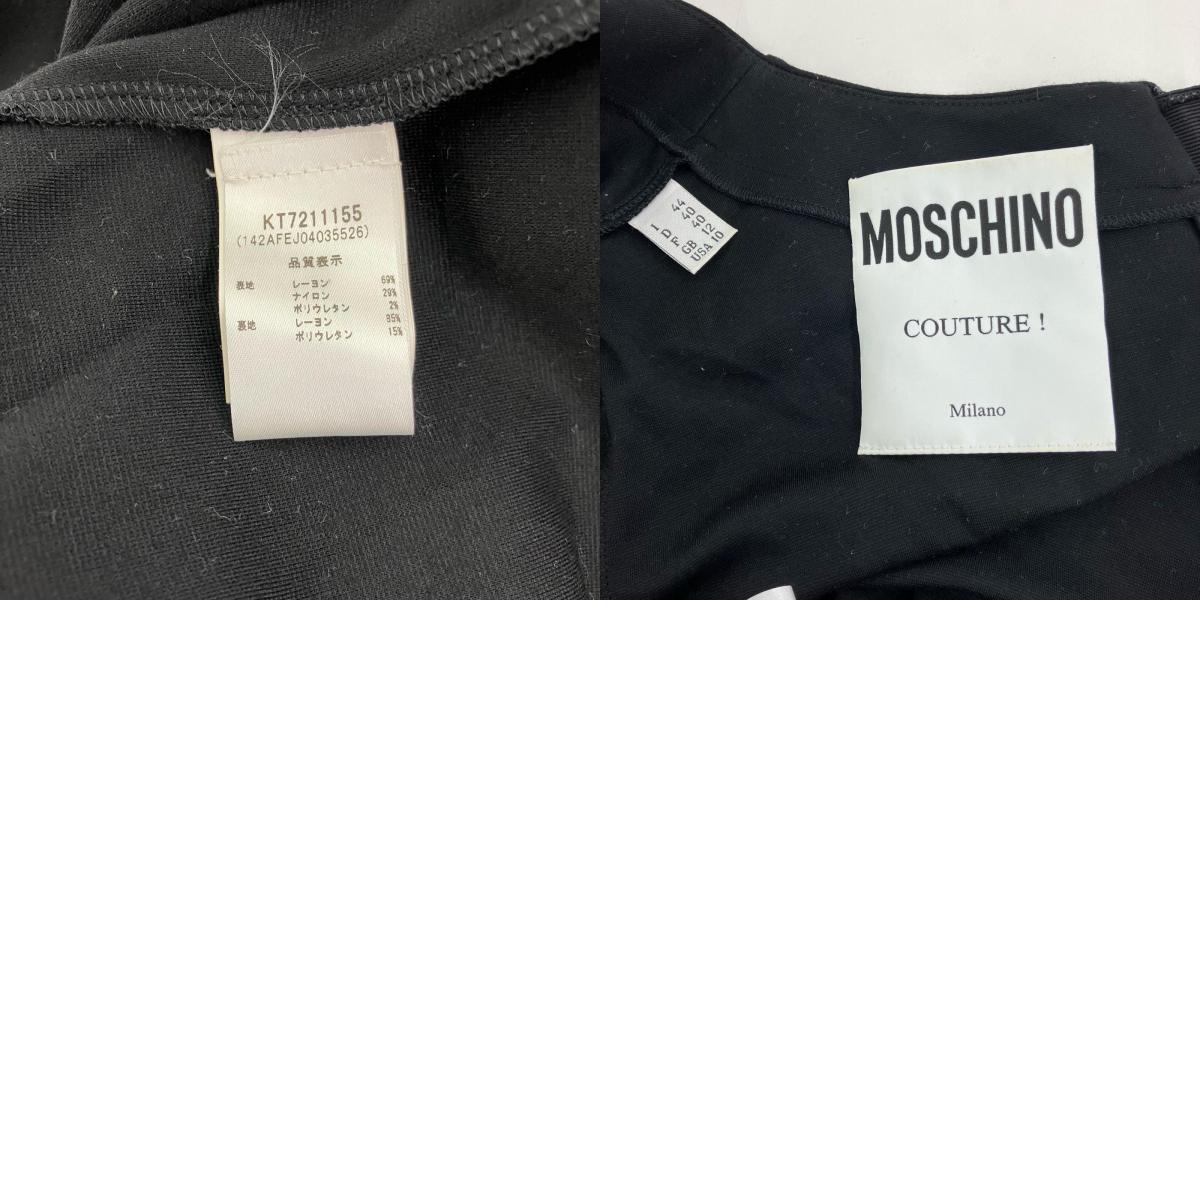 KT7211155
(142AFEJ04035526)
品質表示
表地 レーヨン 69%
ナイロン 29%
ポリウレタン 2%
裏地 レーヨン 85%
ポリウレタン 15%
I 44
D 40
F 40
GB 12
USA 10
MOSCHINO
COUTURE !
Milano